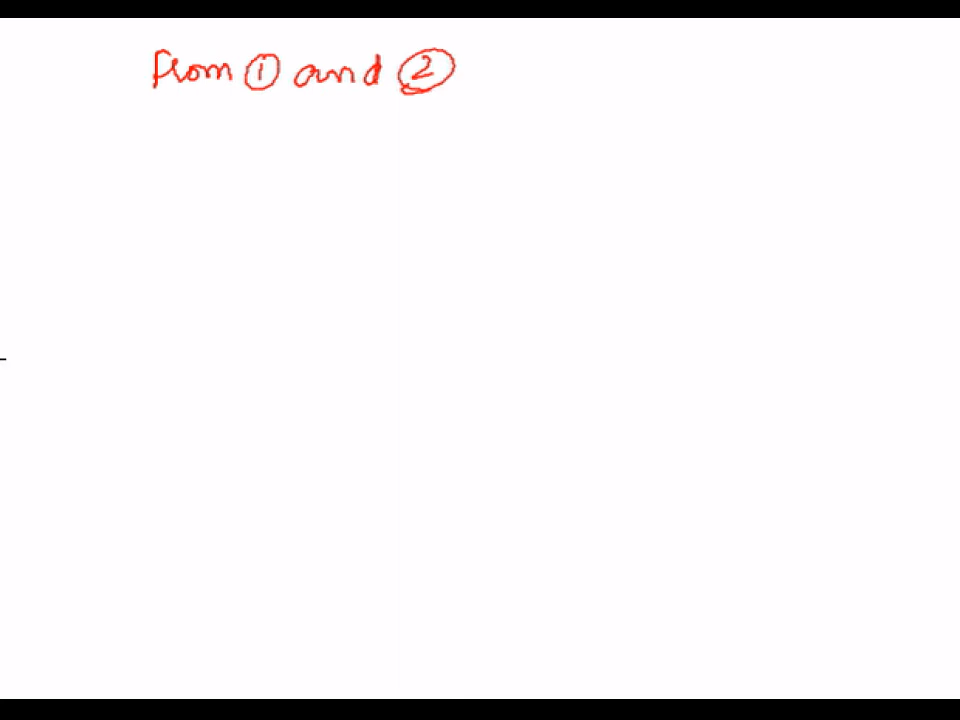 from ① and ②